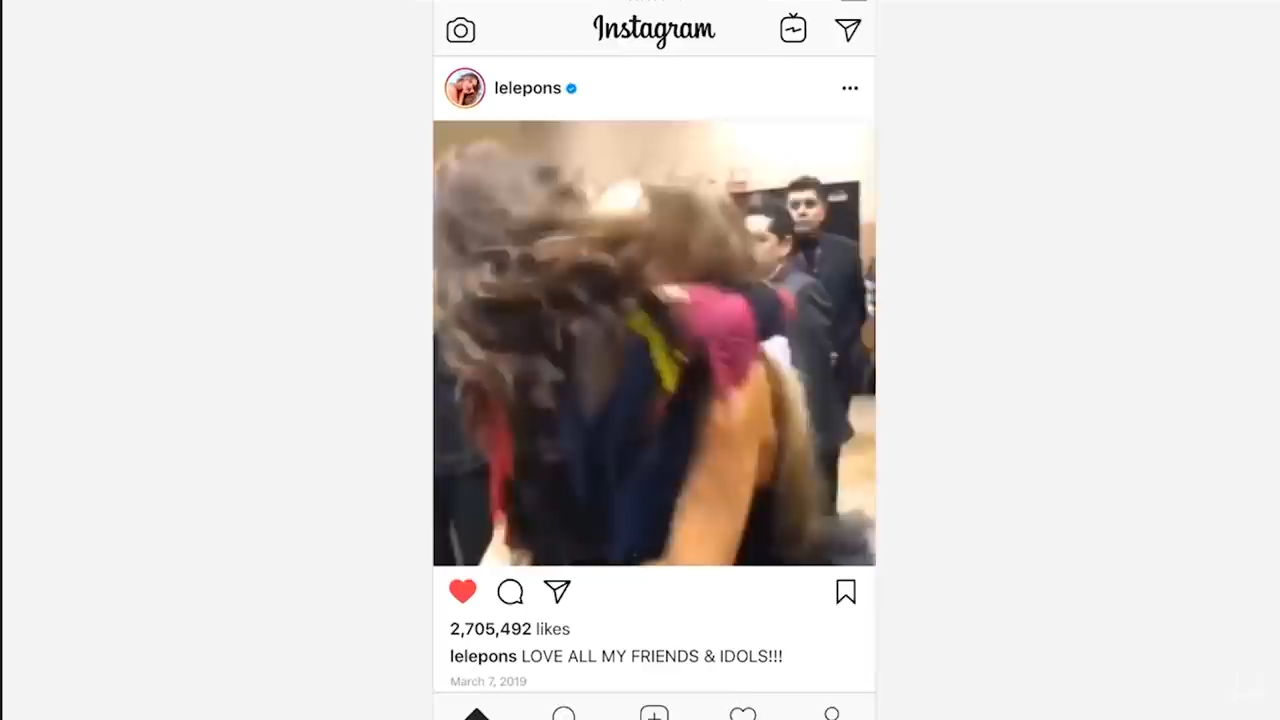 Instagram
lelepons
2,705,492 likes
lelepons LOVE ALL MY FRIENDS & IDOLS!!!
March 7, 2019